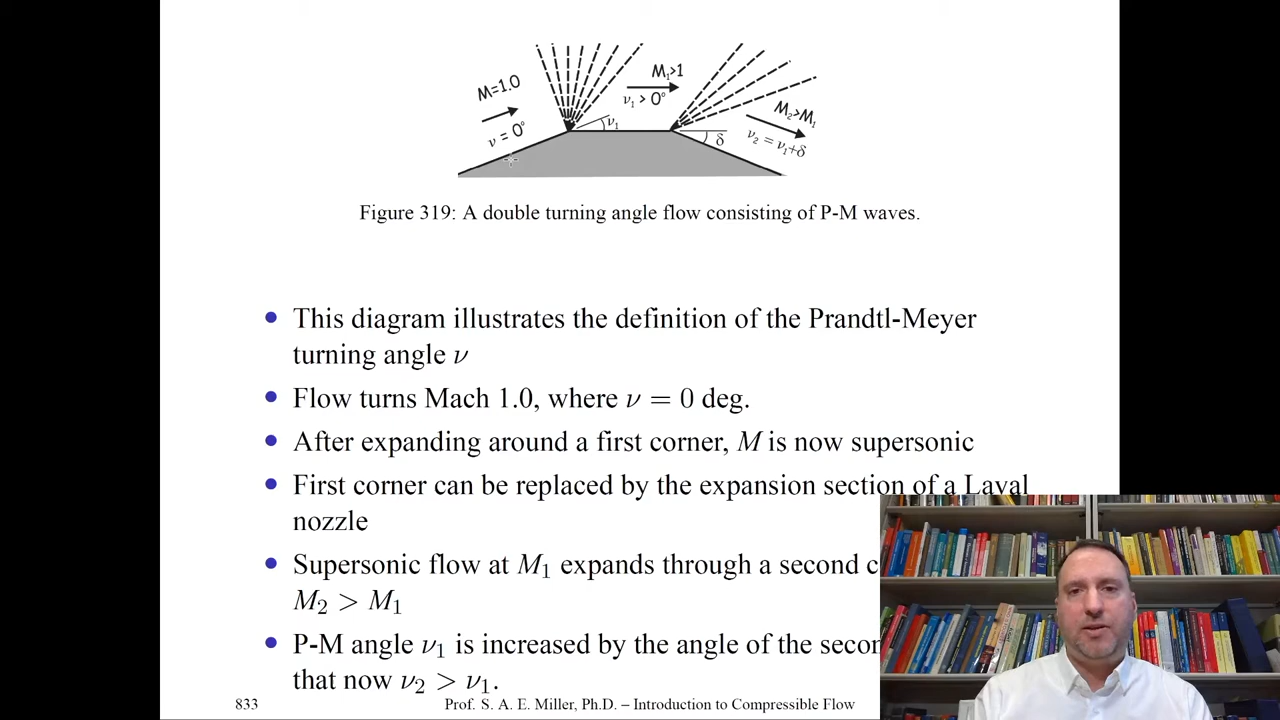 M=1.0
ν = 0°
ν₁
M₁>1
ν₁ > 0°
δ
M₂>M₁
ν₂ = ν₁+δ
Figure 319: A double turning angle flow consisting of P-M waves.
• This diagram illustrates the definition of the Prandtl-Meyer
turning angle ν
• Flow turns Mach 1.0, where ν = 0 deg.
• After expanding around a first corner, M is now supersonic
• First corner can be replaced by the expansion section of a Laval
nozzle
• Supersonic flow at M₁ expands through a second
M₂ > M₁
• P-M angle ν₁ is increased by the angle of the
that now ν₂ > ν₁.
833
Prof. S. A. E. Miller, Ph.D. – Introduction to Compressible Flow